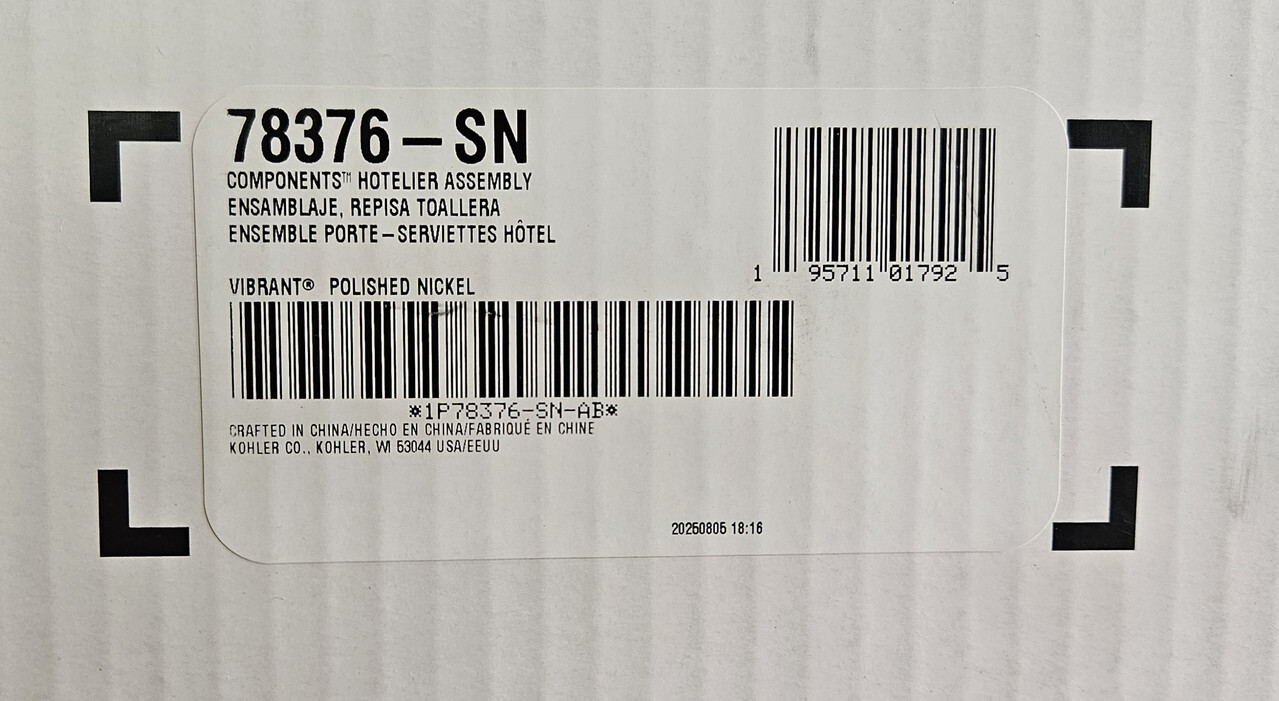 78376-SN
COMPONENTS™ HOTELIER ASSEMBLY
ENSAMBLAJE, REPISA TOALLERA
ENSEMBLE PORTE-SERVIETTES HÔTEL
VIBRANT® POLISHED NICKEL
1 95711 01792 5
*1P78376-SN-AB*
CRAFTED IN CHINA/HECHO EN CHINA/FABRIQUÉ EN CHINE
KOHLER CO., KOHLER, WI 53044 USA/EEUU
20250805 18:16